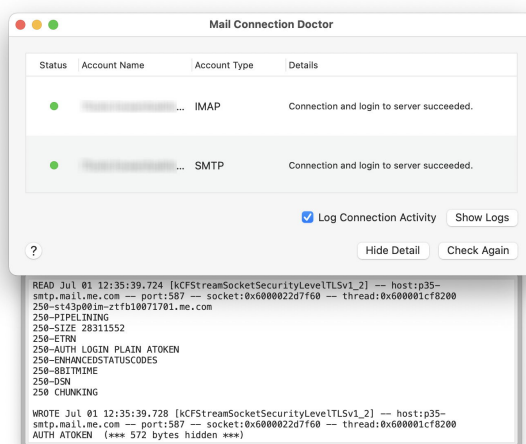 Mail Connection Doctor
Status Account Name Account Type Details
... IMAP Connection and login to server succeeded.
... SMTP Connection and login to server succeeded.
Log Connection Activity Show Logs
? Hide Detail Check Again
READ Jul 01 12:35:39.724 [kCFStreamSocketSecurityLevelTLSv1_2] -- host:p35-
smtp.mail.me.com -- port:587 -- socket:0x6000022d7f60 -- thread:0x600001cf8200
250-st43p00im-ztfb10071701.me.com
250-PIPELINING
250-SIZE 28311552
250-ETRN
250-AUTH LOGIN PLAIN ATOKEN
250-ENHANCEDSTATUSCODES
250-8BITMIME
250-DSN
250 CHUNKING
WROTE Jul 01 12:35:39.728 [kCFStreamSocketSecurityLevelTLSv1_2] -- host:p35-
smtp.mail.me.com -- port:587 -- socket:0x6000022d7f60 -- thread:0x600001cf8200
AUTH ATOKEN (*** 572 bytes hidden ***)